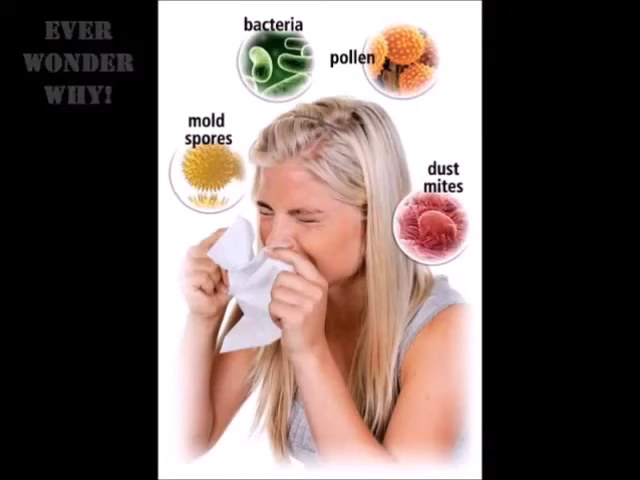 EVER
WONDER
WHY!
bacteria
pollen
mold
spores
dust
mites